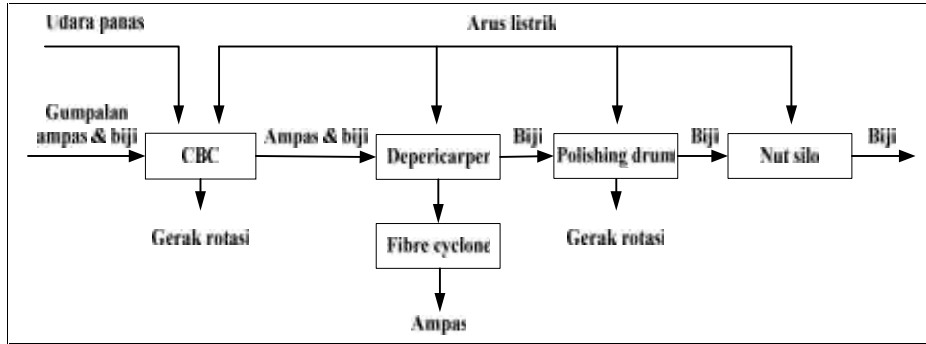 Udara panas
Arus listrik
Gumpalan
ampas & biji
CBC
Ampas & biji
Depericarper
Biji
Polishing drum
Biji
Nut silo
Biji
Gerak rotasi
Fibre cyclone
Gerak rotasi
Ampas